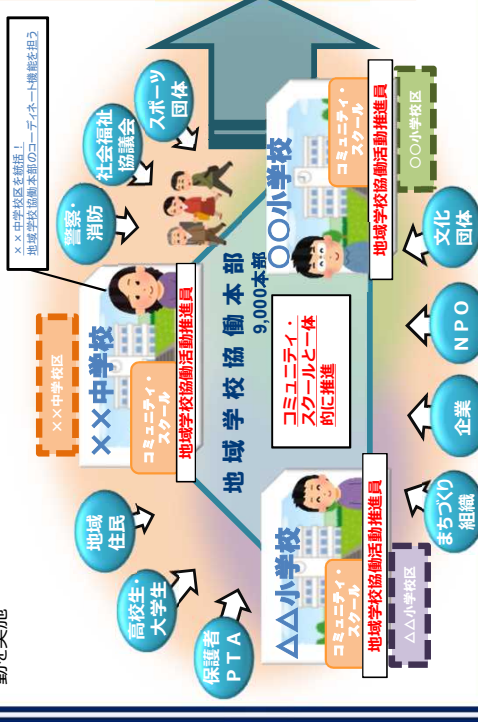 動を実施
××中学校区を統括！
地域学校協働本部のコーディネート機能を担う
××中学校区
保護者
ＰＴＡ
高校生・
大学生
地域
住民
警察・
消防
社会福祉
協議会
スポーツ
団体
××中学校
コミュニティ・
スクール
地域学校協働活動推進員
地域学校協働本部
9,000本部
コミュニティ・
スクールと一体
的に推進
△△小学校
コミュニティ・
スクール
地域学校協働活動推進員
△△小学校区
○○小学校
コミュニティ・
スクール
地域学校協働活動推進員
○○小学校区
まちづくり
組織
企業
ＮＰＯ
文化
団体